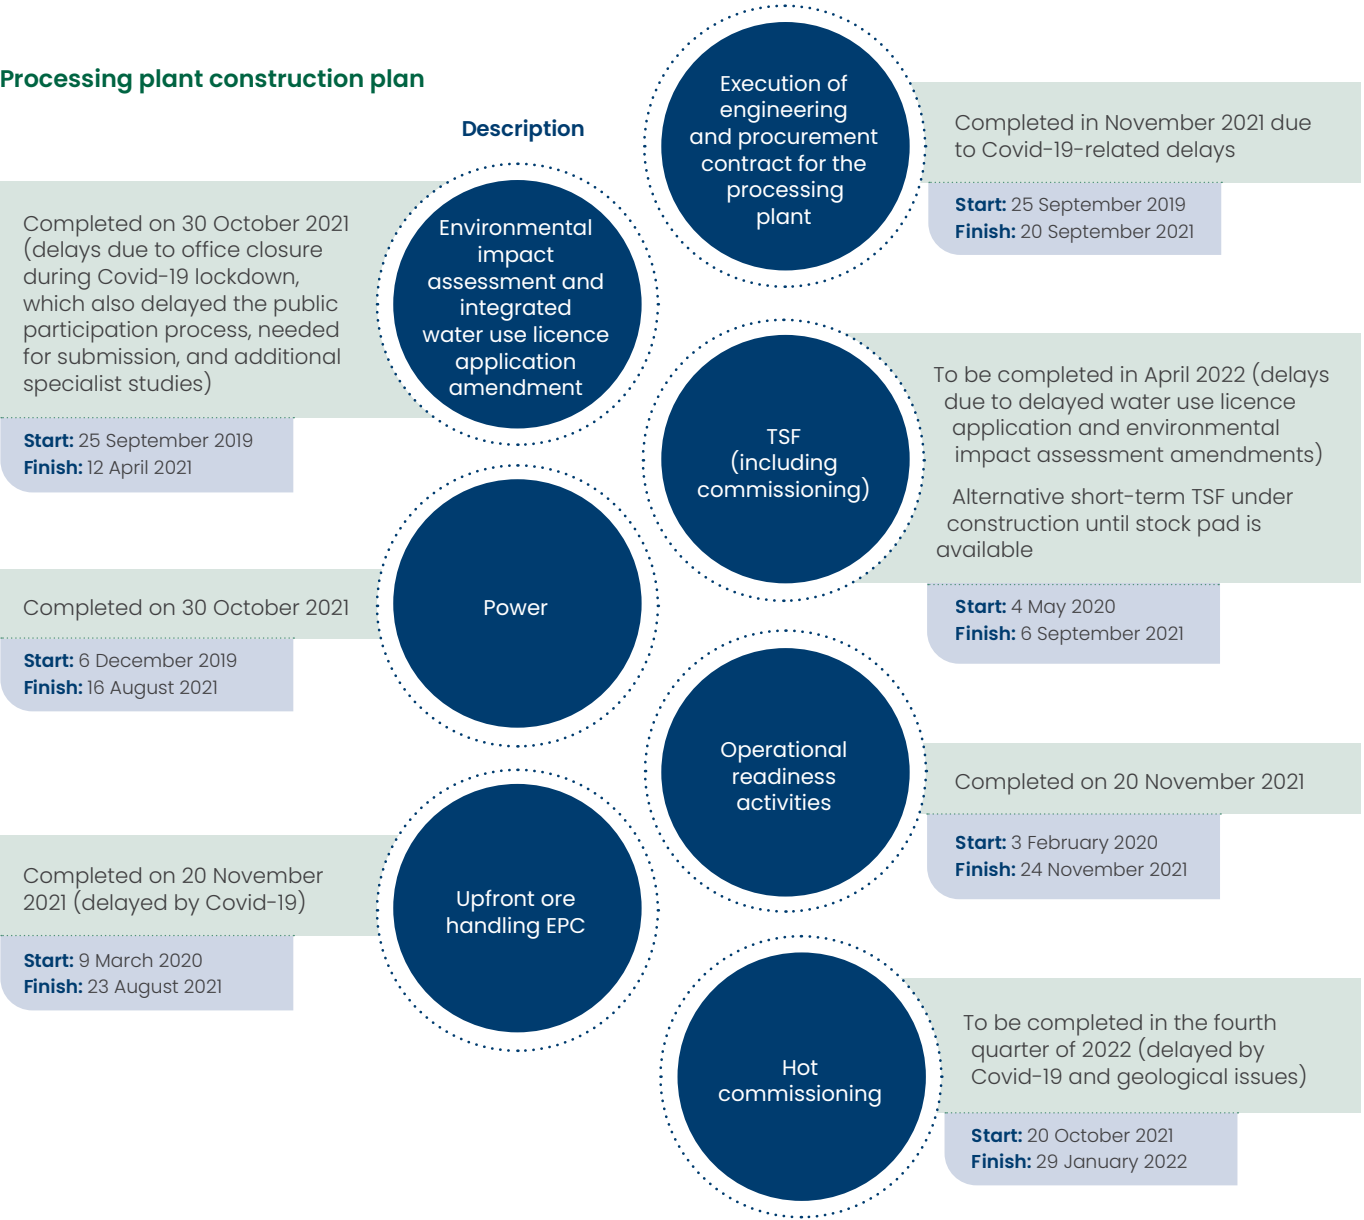 Processing plant construction plan
Description
Execution of
engineering
and procurement
contract for the
processing
plant
Completed in November 2021 due
to Covid-19-related delays
Start: 25 September 2019
Finish: 20 September 2021
Environmental
impact
assessment and
integrated
water use licence
application
amendment
Completed on 30 October 2021
(delays due to office closure
during Covid-19 lockdown,
which also delayed the public
participation process, needed
for submission, and additional
specialist studies)
Start: 25 September 2019
Finish: 12 April 2021
TSF
(including
commissioning)
To be completed in April 2022 (delays
due to delayed water use licence
application and environmental
impact assessment amendments)
Alternative short-term TSF under
construction until stock pad is
available
Start: 4 May 2020
Finish: 6 September 2021
Power
Completed on 30 October 2021
Start: 6 December 2019
Finish: 16 August 2021
Operational
readiness
activities
Completed on 20 November 2021
Start: 3 February 2020
Finish: 24 November 2021
Upfront ore
handling EPC
Completed on 20 November
2021 (delayed by Covid-19)
Start: 9 March 2020
Finish: 23 August 2021
Hot
commissioning
To be completed in the fourth
quarter of 2022 (delayed by
Covid-19 and geological issues)
Start: 20 October 2021
Finish: 29 January 2022